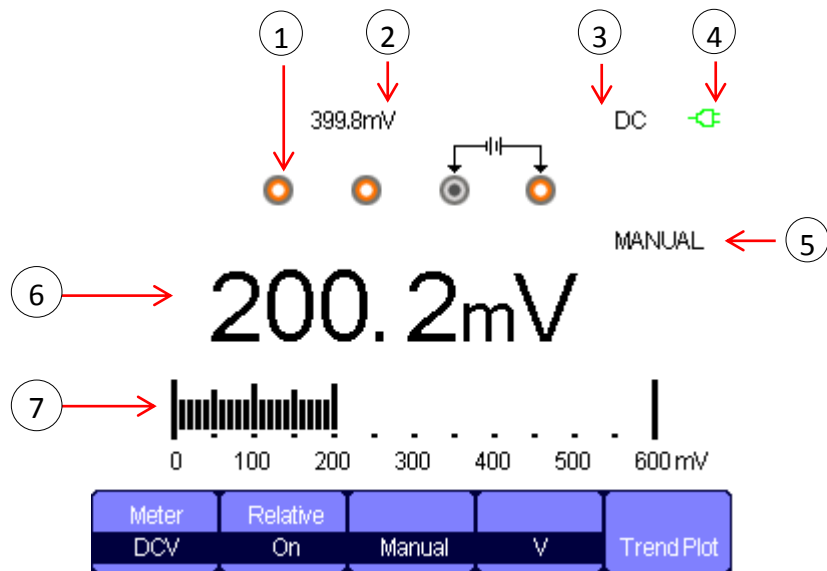 1 2 3 4
399.8mV DC
MANUAL 5
6 200.2mV
7
0 100 200 300 400 500 600 mV
Meter Relative
DCV On Manual V Trend Plot